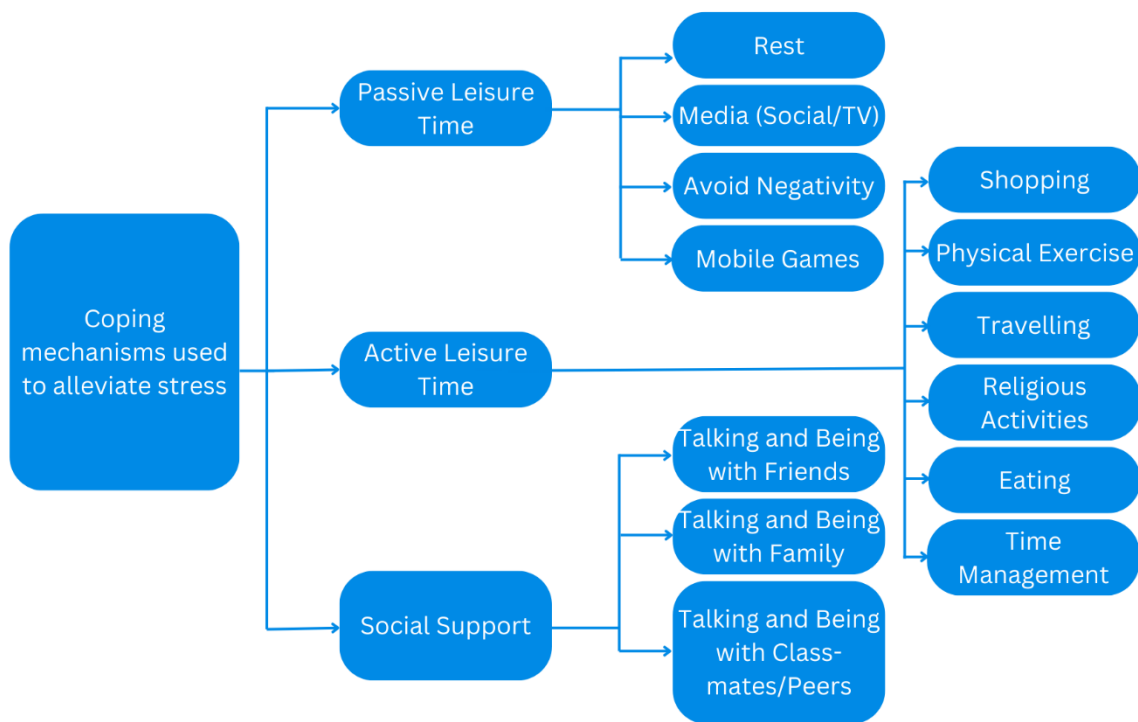 Coping
mechanisms used
to alleviate stress
Passive Leisure
Time
Rest
Media (Social/TV)
Avoid Negativity
Mobile Games
Active Leisure
Time
Shopping
Physical Exercise
Travelling
Religious
Activities
Eating
Time
Management
Social Support
Talking and Being
with Friends
Talking and Being
with Family
Talking and Being
with Class-
mates/Peers